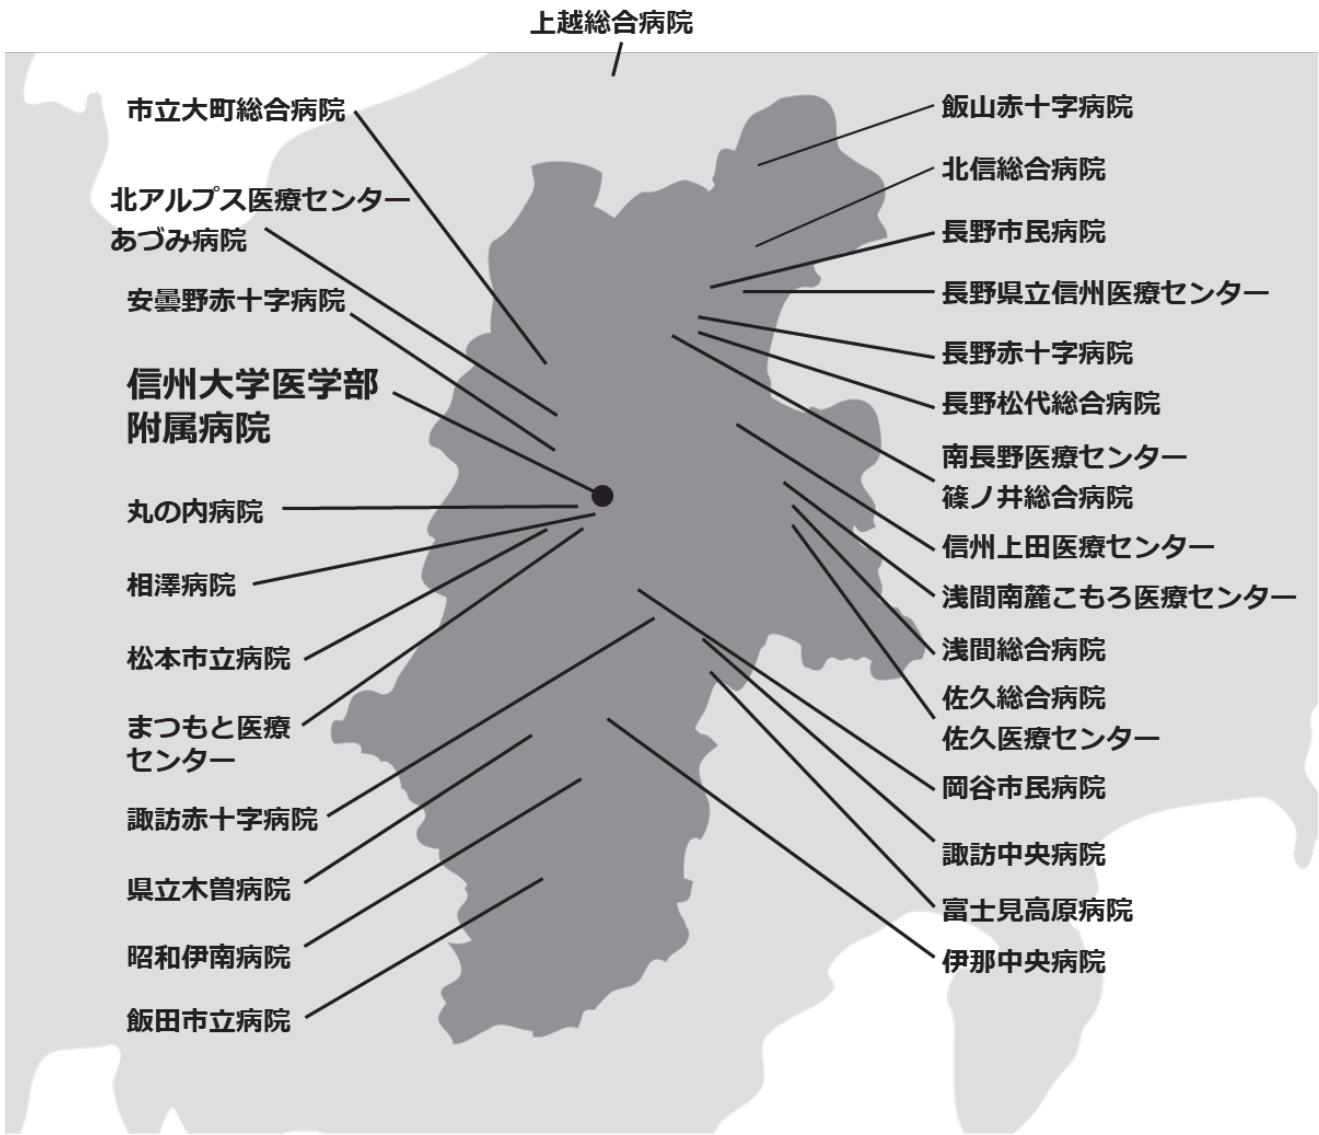 上越総合病院
市立大町総合病院
北アルプス医療センター
あづみ病院
安曇野赤十字病院
信州大学医学部
附属病院
丸の内病院
相澤病院
松本市立病院
まつもと医療
センター
諏訪赤十字病院
県立木曽病院
昭和伊南病院
飯田市立病院
飯山赤十字病院
北信総合病院
長野市民病院
長野県立信州医療センター
長野赤十字病院
長野松代総合病院
南長野医療センター
篠ノ井総合病院
信州上田医療センター
浅間南麓こもろ医療センター
浅間総合病院
佐久総合病院
佐久医療センター
岡谷市民病院
諏訪中央病院
富士見高原病院
伊那中央病院